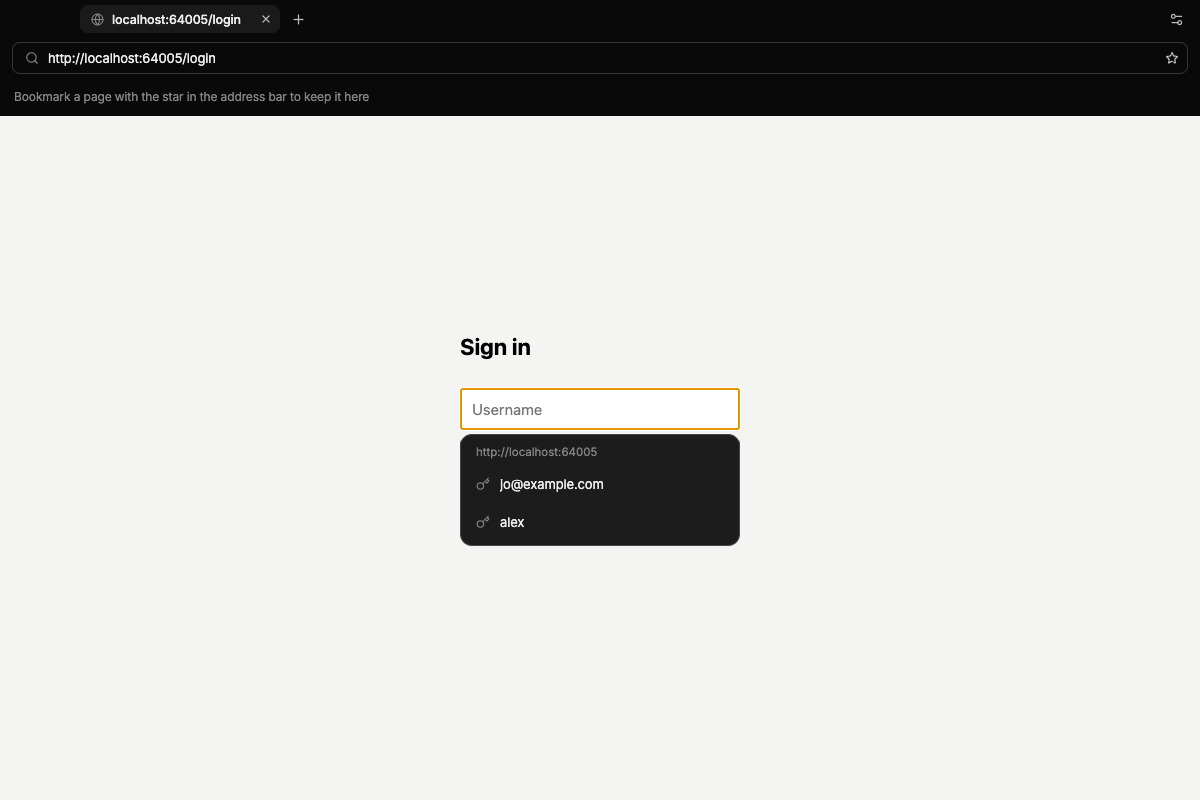 localhost:64005/login
http://localhost:64005/login
Bookmark a page with the star in the address bar to keep it here
Sign in
Username
http://localhost:64005
jo@example.com
alex